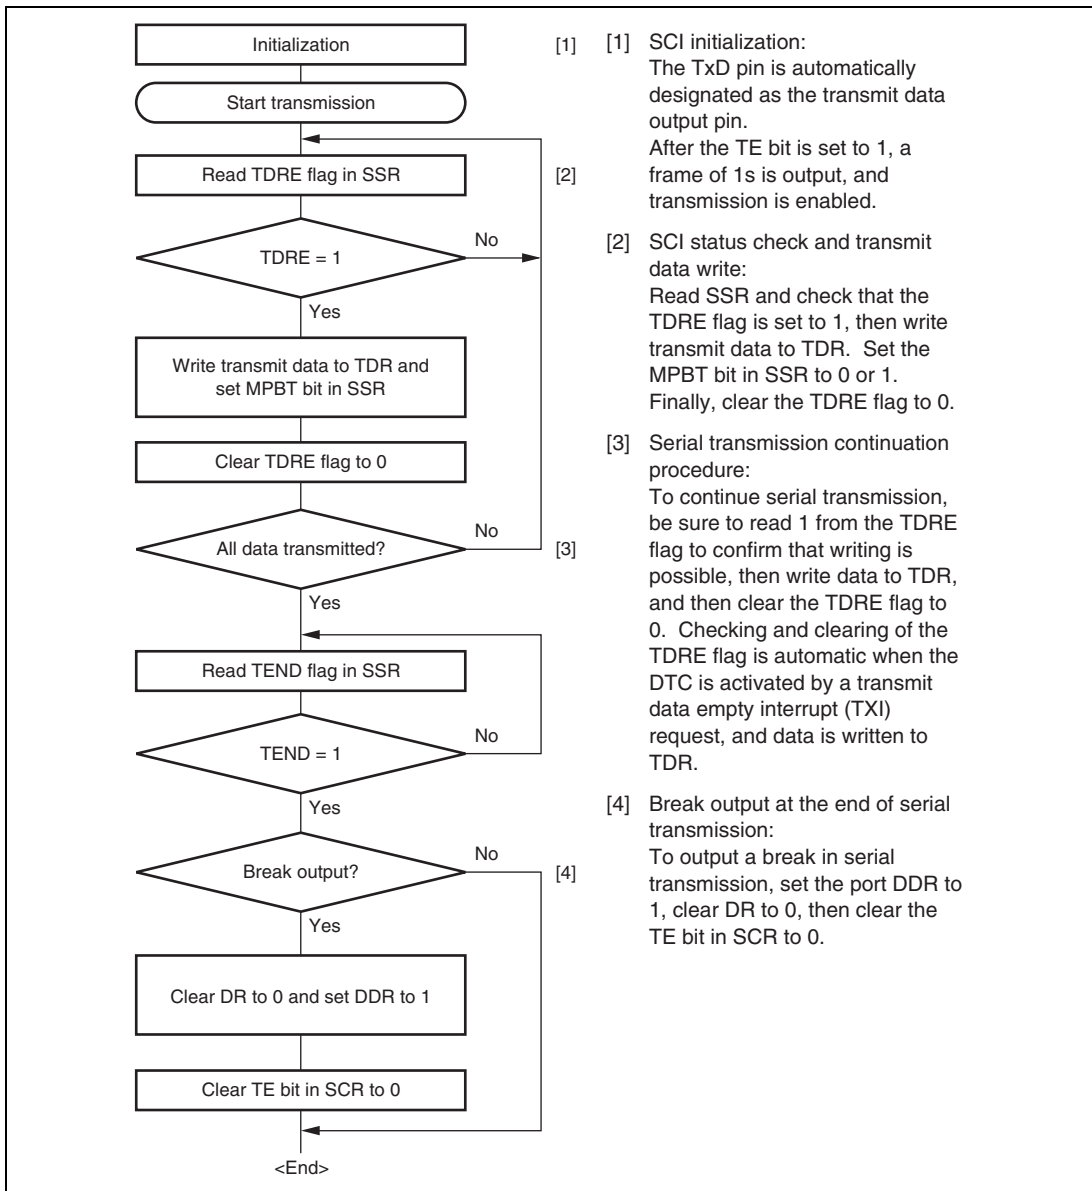 Initialization
[1]
Start transmission
Read TDRE flag in SSR
[2]
TDRE = 1
No
Yes
Write transmit data to TDR and
set MPBT bit in SSR
Clear TDRE flag to 0
All data transmitted?
No
[3]
Yes
Read TEND flag in SSR
TEND = 1
No
Yes
Break output?
No
[4]
Yes
Clear DR to 0 and set DDR to 1
Clear TE bit in SCR to 0
<End>
[1] SCI initialization:
The TxD pin is automatically
designated as the transmit data
output pin.
After the TE bit is set to 1, a
frame of 1s is output, and
transmission is enabled.
[2] SCI status check and transmit
data write:
Read SSR and check that the
TDRE flag is set to 1, then write
transmit data to TDR. Set the
MPBT bit in SSR to 0 or 1.
Finally, clear the TDRE flag to 0.
[3] Serial transmission continuation
procedure:
To continue serial transmission,
be sure to read 1 from the TDRE
flag to confirm that writing is
possible, then write data to TDR,
and then clear the TDRE flag to
0. Checking and clearing of the
TDRE flag is automatic when the
DTC is activated by a transmit
data empty interrupt (TXI)
request, and data is written to
TDR.
[4] Break output at the end of serial
transmission:
To output a break in serial
transmission, set the port DDR to
1, clear DR to 0, then clear the
TE bit in SCR to 0.